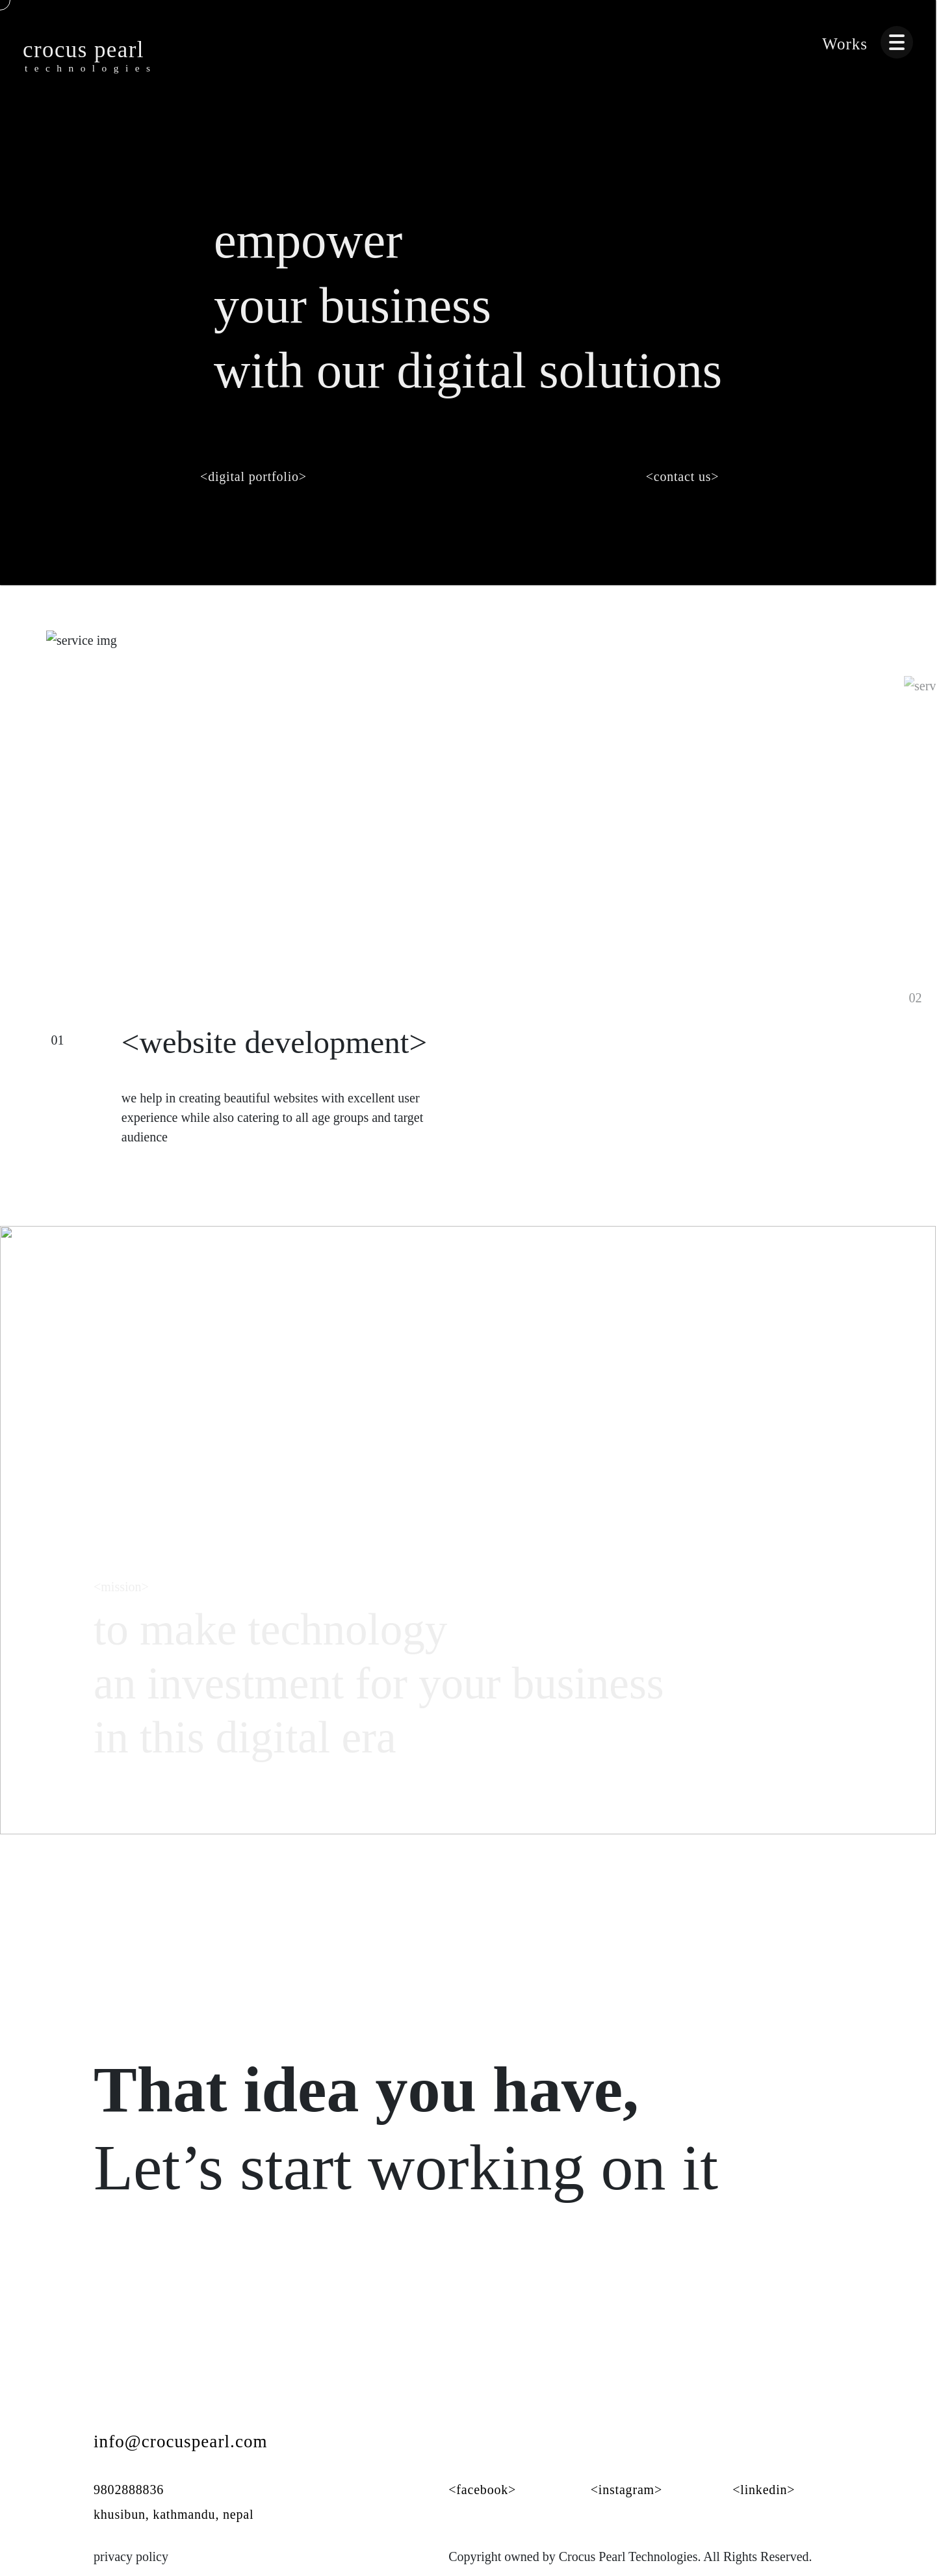 crocus pearl
technologies
Works
empower
your business
with our digital solutions
<digital portfolio>
<contact us>
service img
serv
02
01
<website development>
we help in creating beautiful websites with excellent user
experience while also catering to all age groups and target
audience
<mission>
to make technology
an investment for your business
in this digital era
That idea you have,
Let’s start working on it
info@crocuspearl.com
9802888836
<facebook>
<instagram>
<linkedin>
khusibun, kathmandu, nepal
privacy policy
Copyright owned by Crocus Pearl Technologies. All Rights Reserved.